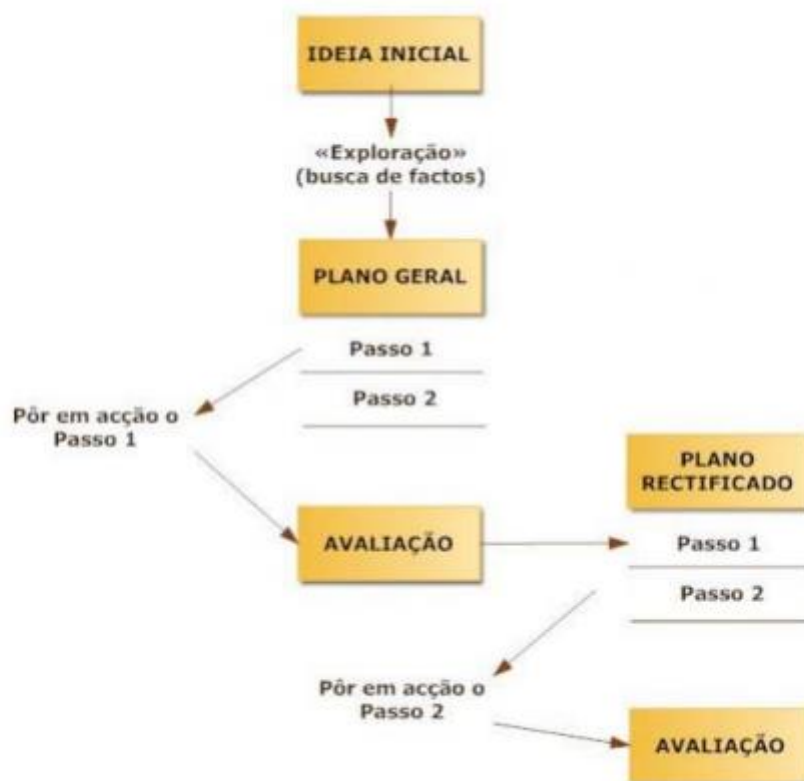 IDEIA INICIAL
«Exploração»
(busca de factos)
PLANO GERAL
Passo 1
Passo 2
Pôr em acção o
Passo 1
AVALIAÇÃO
PLANO
RECTIFICADO
Passo 1
Passo 2
Pôr em acção o
Passo 2
AVALIAÇÃO